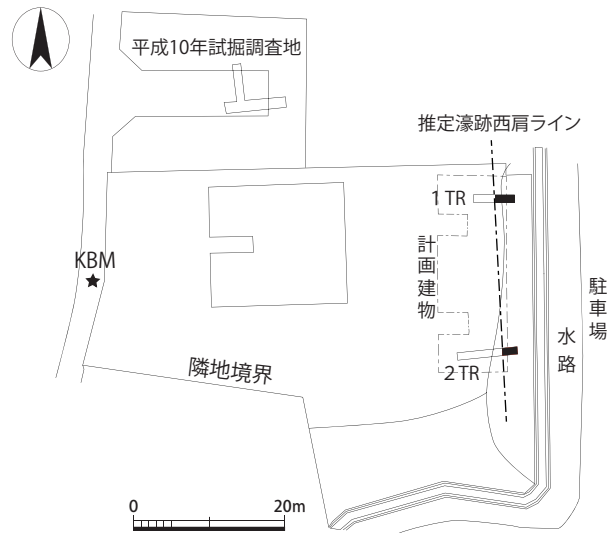 平成10年試掘調査地
推定濠跡西肩ライン
1 TR
KBM
計画建物
駐車場
水路
隣地境界
2 TR
0 20m